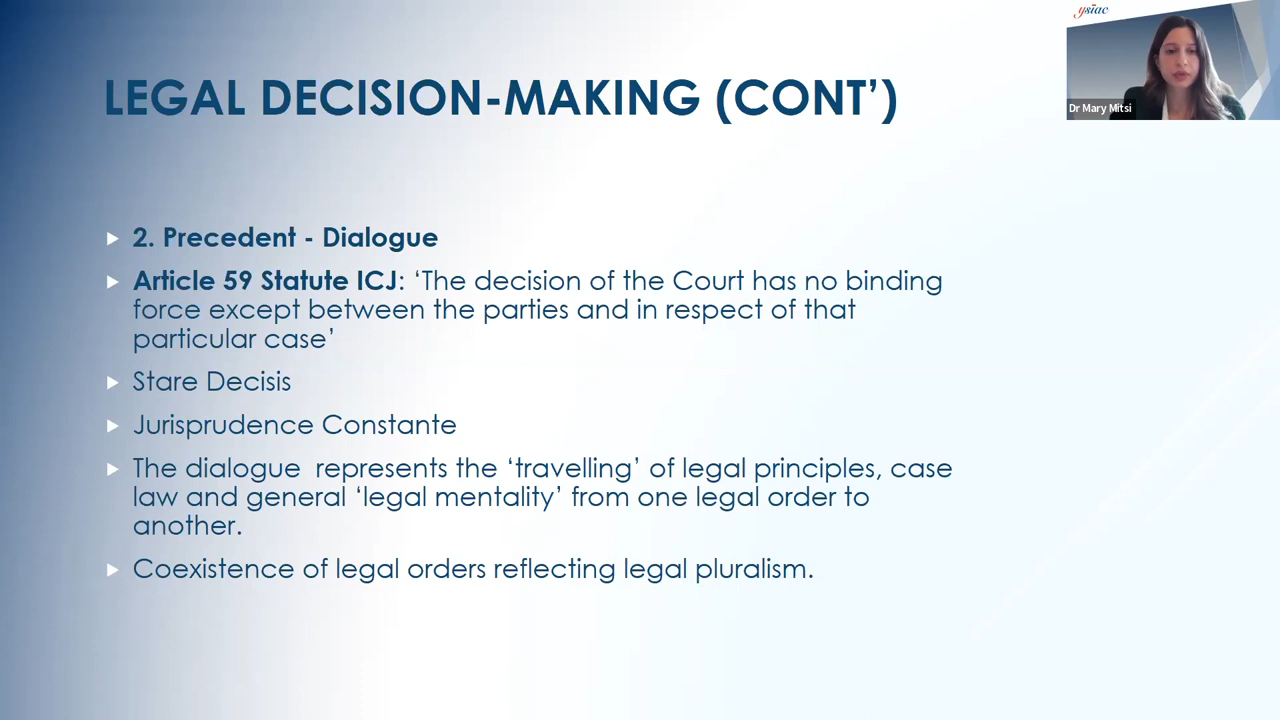 ysiac
Dr Mary Mitsi
LEGAL DECISION-MAKING (CONT’)
2. Precedent - Dialogue
Article 59 Statute ICJ: ‘The decision of the Court has no binding
force except between the parties and in respect of that
particular case’
Stare Decisis
Jurisprudence Constante
The dialogue  represents the ‘travelling’ of legal principles, case
law and general ‘legal mentality’ from one legal order to
another.
Coexistence of legal orders reflecting legal pluralism.